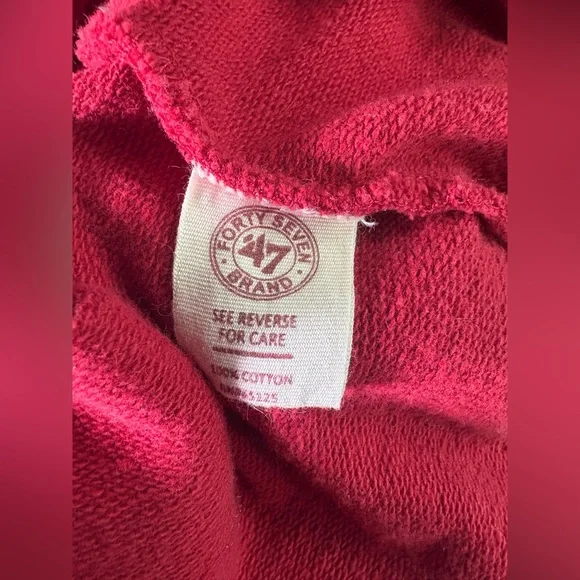 FORTY SEVEN
'47
BRAND
SEE REVERSE
FOR CARE
100% COTTON